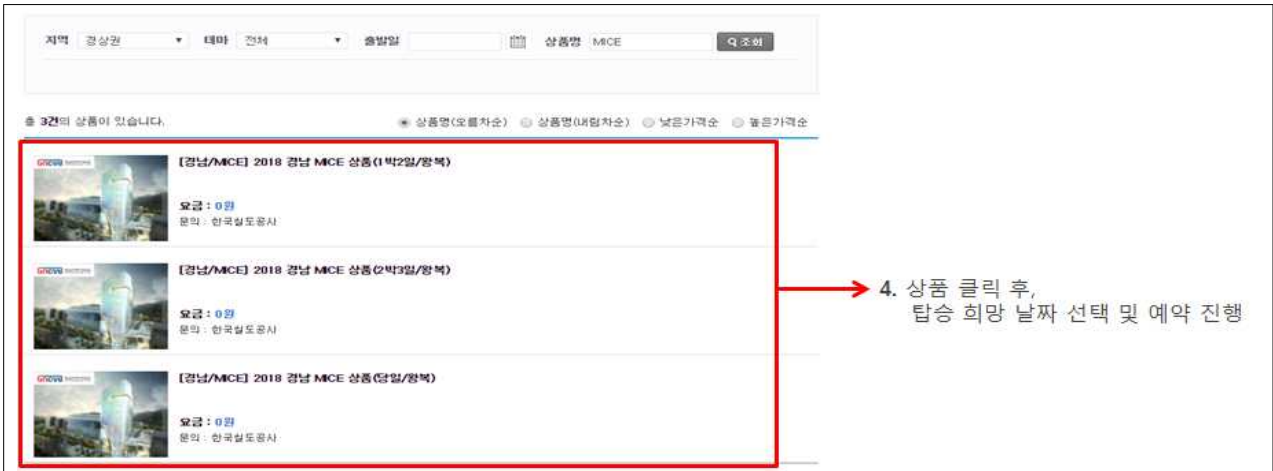 지역 경상권 테마 전체 출발일 상품명 MICE 조회
총 3건의 상품이 있습니다. 상품명(오름차순) 상품명(내림차순) 낮은가격순 높은가격순
[경남/MICE] 2018 경남 MICE 상품(1박2일/왕복)
요금 : 0원
문의 : 한국철도공사
[경남/MICE] 2018 경남 MICE 상품(2박3일/왕복)
요금 : 0원
문의 : 한국철도공사
4. 상품 클릭 후,
탑승 희망 날짜 선택 및 예약 진행
[경남/MICE] 2018 경남 MICE 상품(당일/왕복)
요금 : 0원
문의 : 한국철도공사